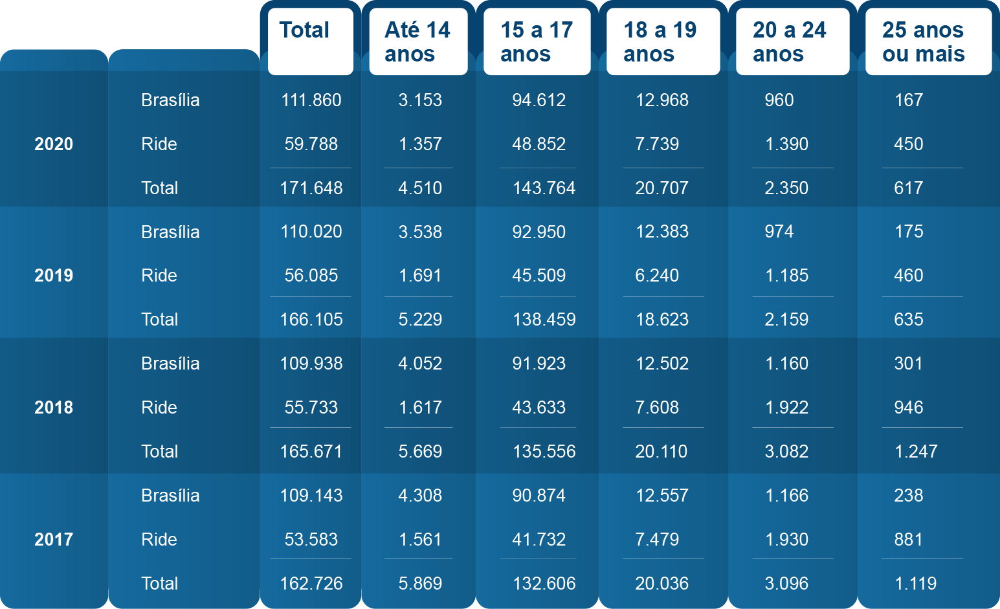 Total Até 14 anos 15 a 17 anos 18 a 19 anos 20 a 24 anos 25 anos ou mais
Brasília 111.860 3.153 94.612 12.968 960 167
2020 Ride 59.788 1.357 48.852 7.739 1.390 450
Total 171.648 4.510 143.764 20.707 2.350 617
Brasília 110.020 3.538 92.950 12.383 974 175
2019 Ride 56.085 1.691 45.509 6.240 1.185 460
Total 166.105 5.229 138.459 18.623 2.159 635
Brasília 109.938 4.052 91.923 12.502 1.160 301
2018 Ride 55.733 1.617 43.633 7.608 1.922 946
Total 165.671 5.669 135.556 20.110 3.082 1.247
Brasília 109.143 4.308 90.874 12.557 1.166 238
2017 Ride 53.583 1.561 41.732 7.479 1.930 881
Total 162.726 5.869 132.606 20.036 3.096 1.119